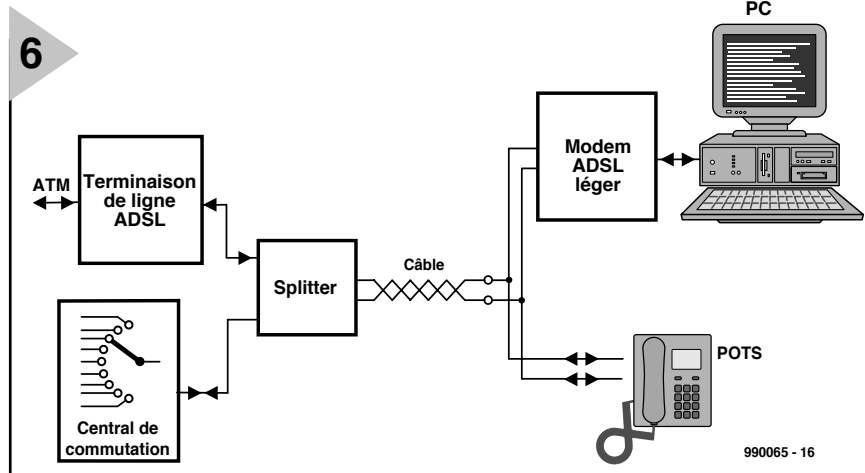 6
PC
ATM
Terminaison
de ligne
ADSL
Splitter
Câble
Modem
ADSL
léger
Central de
commutation
POTS
990065 - 16